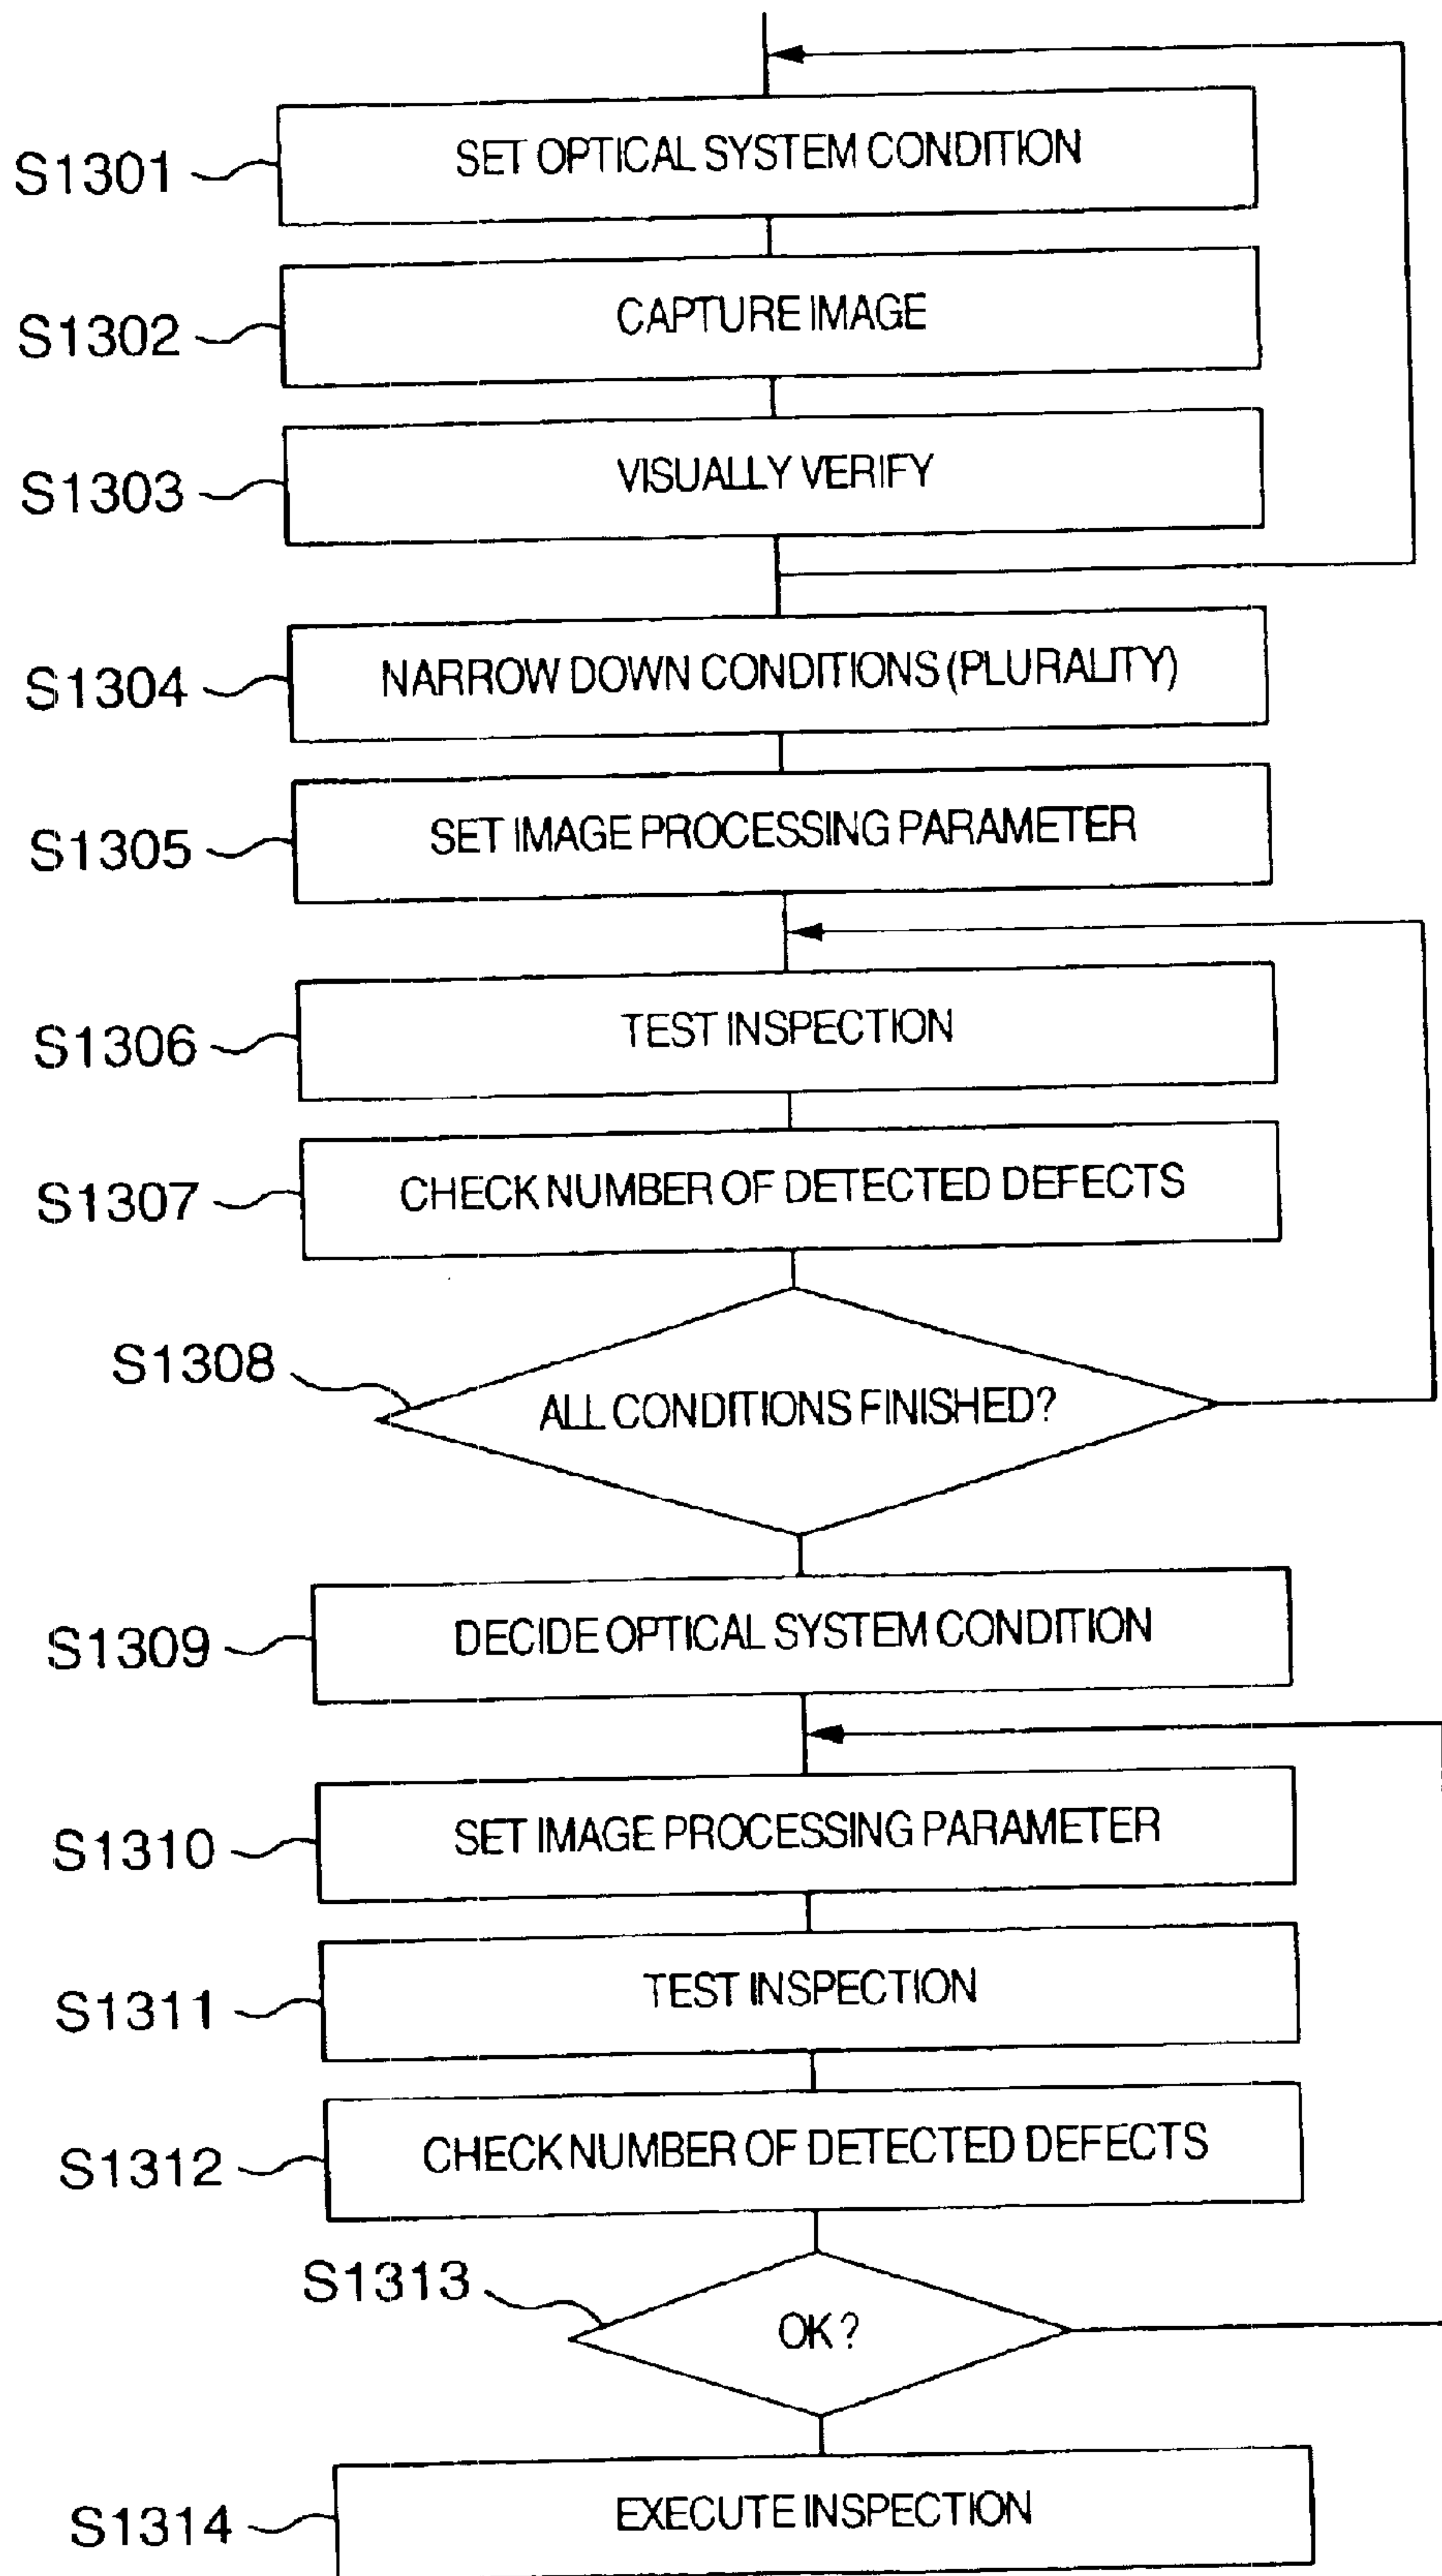 S1301
SET OPTICAL SYSTEM CONDITION
S1302
CAPTURE IMAGE
S1303
VISUALLY VERIFY
S1304
NARROW DOWN CONDITIONS (PLURALITY)
S1305
SET IMAGE PROCESSING PARAMETER
S1306
TEST INSPECTION
S1307
CHECK NUMBER OF DETECTED DEFECTS
S1308
ALL CONDITIONS FINISHED?
S1309
DECIDE OPTICAL SYSTEM CONDITION
S1310
SET IMAGE PROCESSING PARAMETER
S1311
TEST INSPECTION
S1312
CHECK NUMBER OF DETECTED DEFECTS
S1313
OK?
S1314
EXECUTE INSPECTION